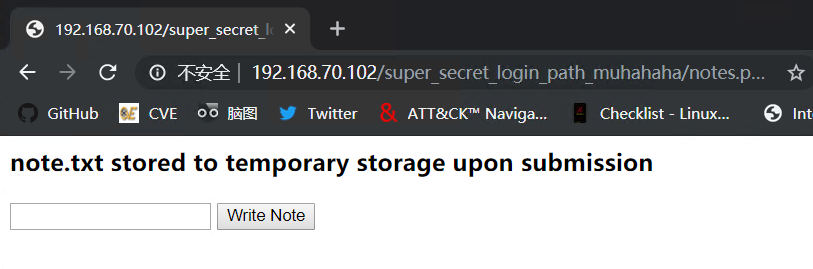 192.168.70.102/super_secret_l
不安全 192.168.70.102/super_secret_login_path_muhahaha/notes.p...
GitHub CVE 脑图 Twitter ATT&CK™ Naviga... Checklist - Linux... Int
note.txt stored to temporary storage upon submission
Write Note